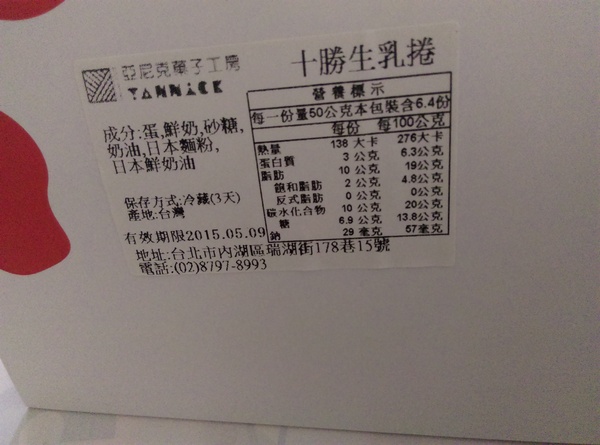 亞尼克菓子工房
YANNICK
十勝生乳捲
成分:蛋,鮮奶,砂糖,
奶油,日本麵粉,
日本鮮奶油
保存方式:冷藏(3天)
產地:台灣
有效期限2015.05.09
地址:台北市內湖區瑞湖街178巷15號
電話:(02)8797-8993
營養標示
每一份量50公克本包裝含6.4份
每份 每100公克
熱量 138 大卡 276大卡
蛋白質 3 公克 6.3公克
脂肪 10 公克 19公克
飽和脂肪 2 公克 4.8公克
反式脂肪 0 公克 0公克
碳水化合物 10 公克 20公克
糖 6.9 公克 13.8公克
鈉 29 毫克 57毫克